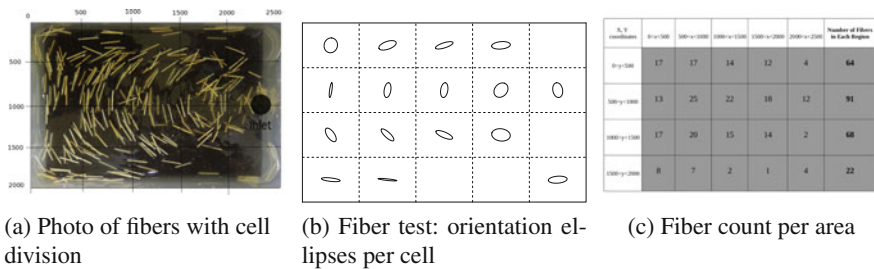 0 500 1000 1500 2000 2500
500
1000
1500
2000
inlet
X, Y coordinates 0<x<500 500<x<1000 1000<x<1500 1500<x<2000 2000<x<2500 Number of Fibers in Each Region
0<y<500 17 17 14 12 4 64
500<y<1000 13 25 22 18 12 91
1000<y<1500 17 20 15 14 2 68
1500<y<2000 8 7 2 1 4 22
(a) Photo of fibers with cell
division
(b) Fiber test: orientation el-
lipses per cell
(c) Fiber count per area